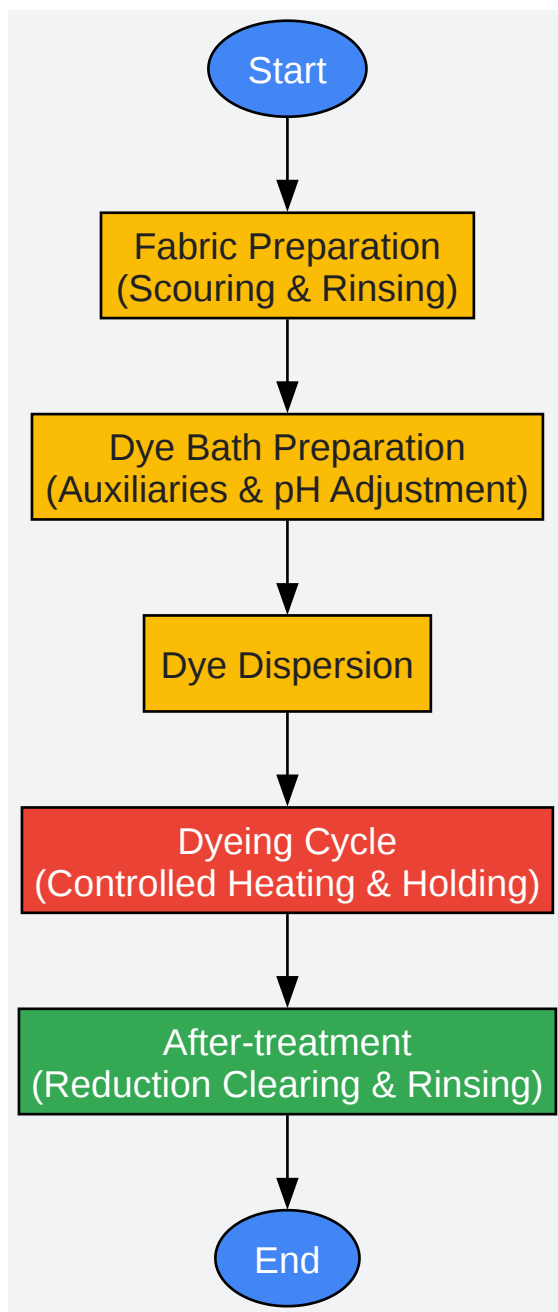 Start
Fabric Preparation
(Scouring & Rinsing)
Dye Bath Preparation
(Auxiliaries & pH Adjustment)
Dye Dispersion
Dyeing Cycle
(Controlled Heating & Holding)
After-treatment
(Reduction Clearing & Rinsing)
End